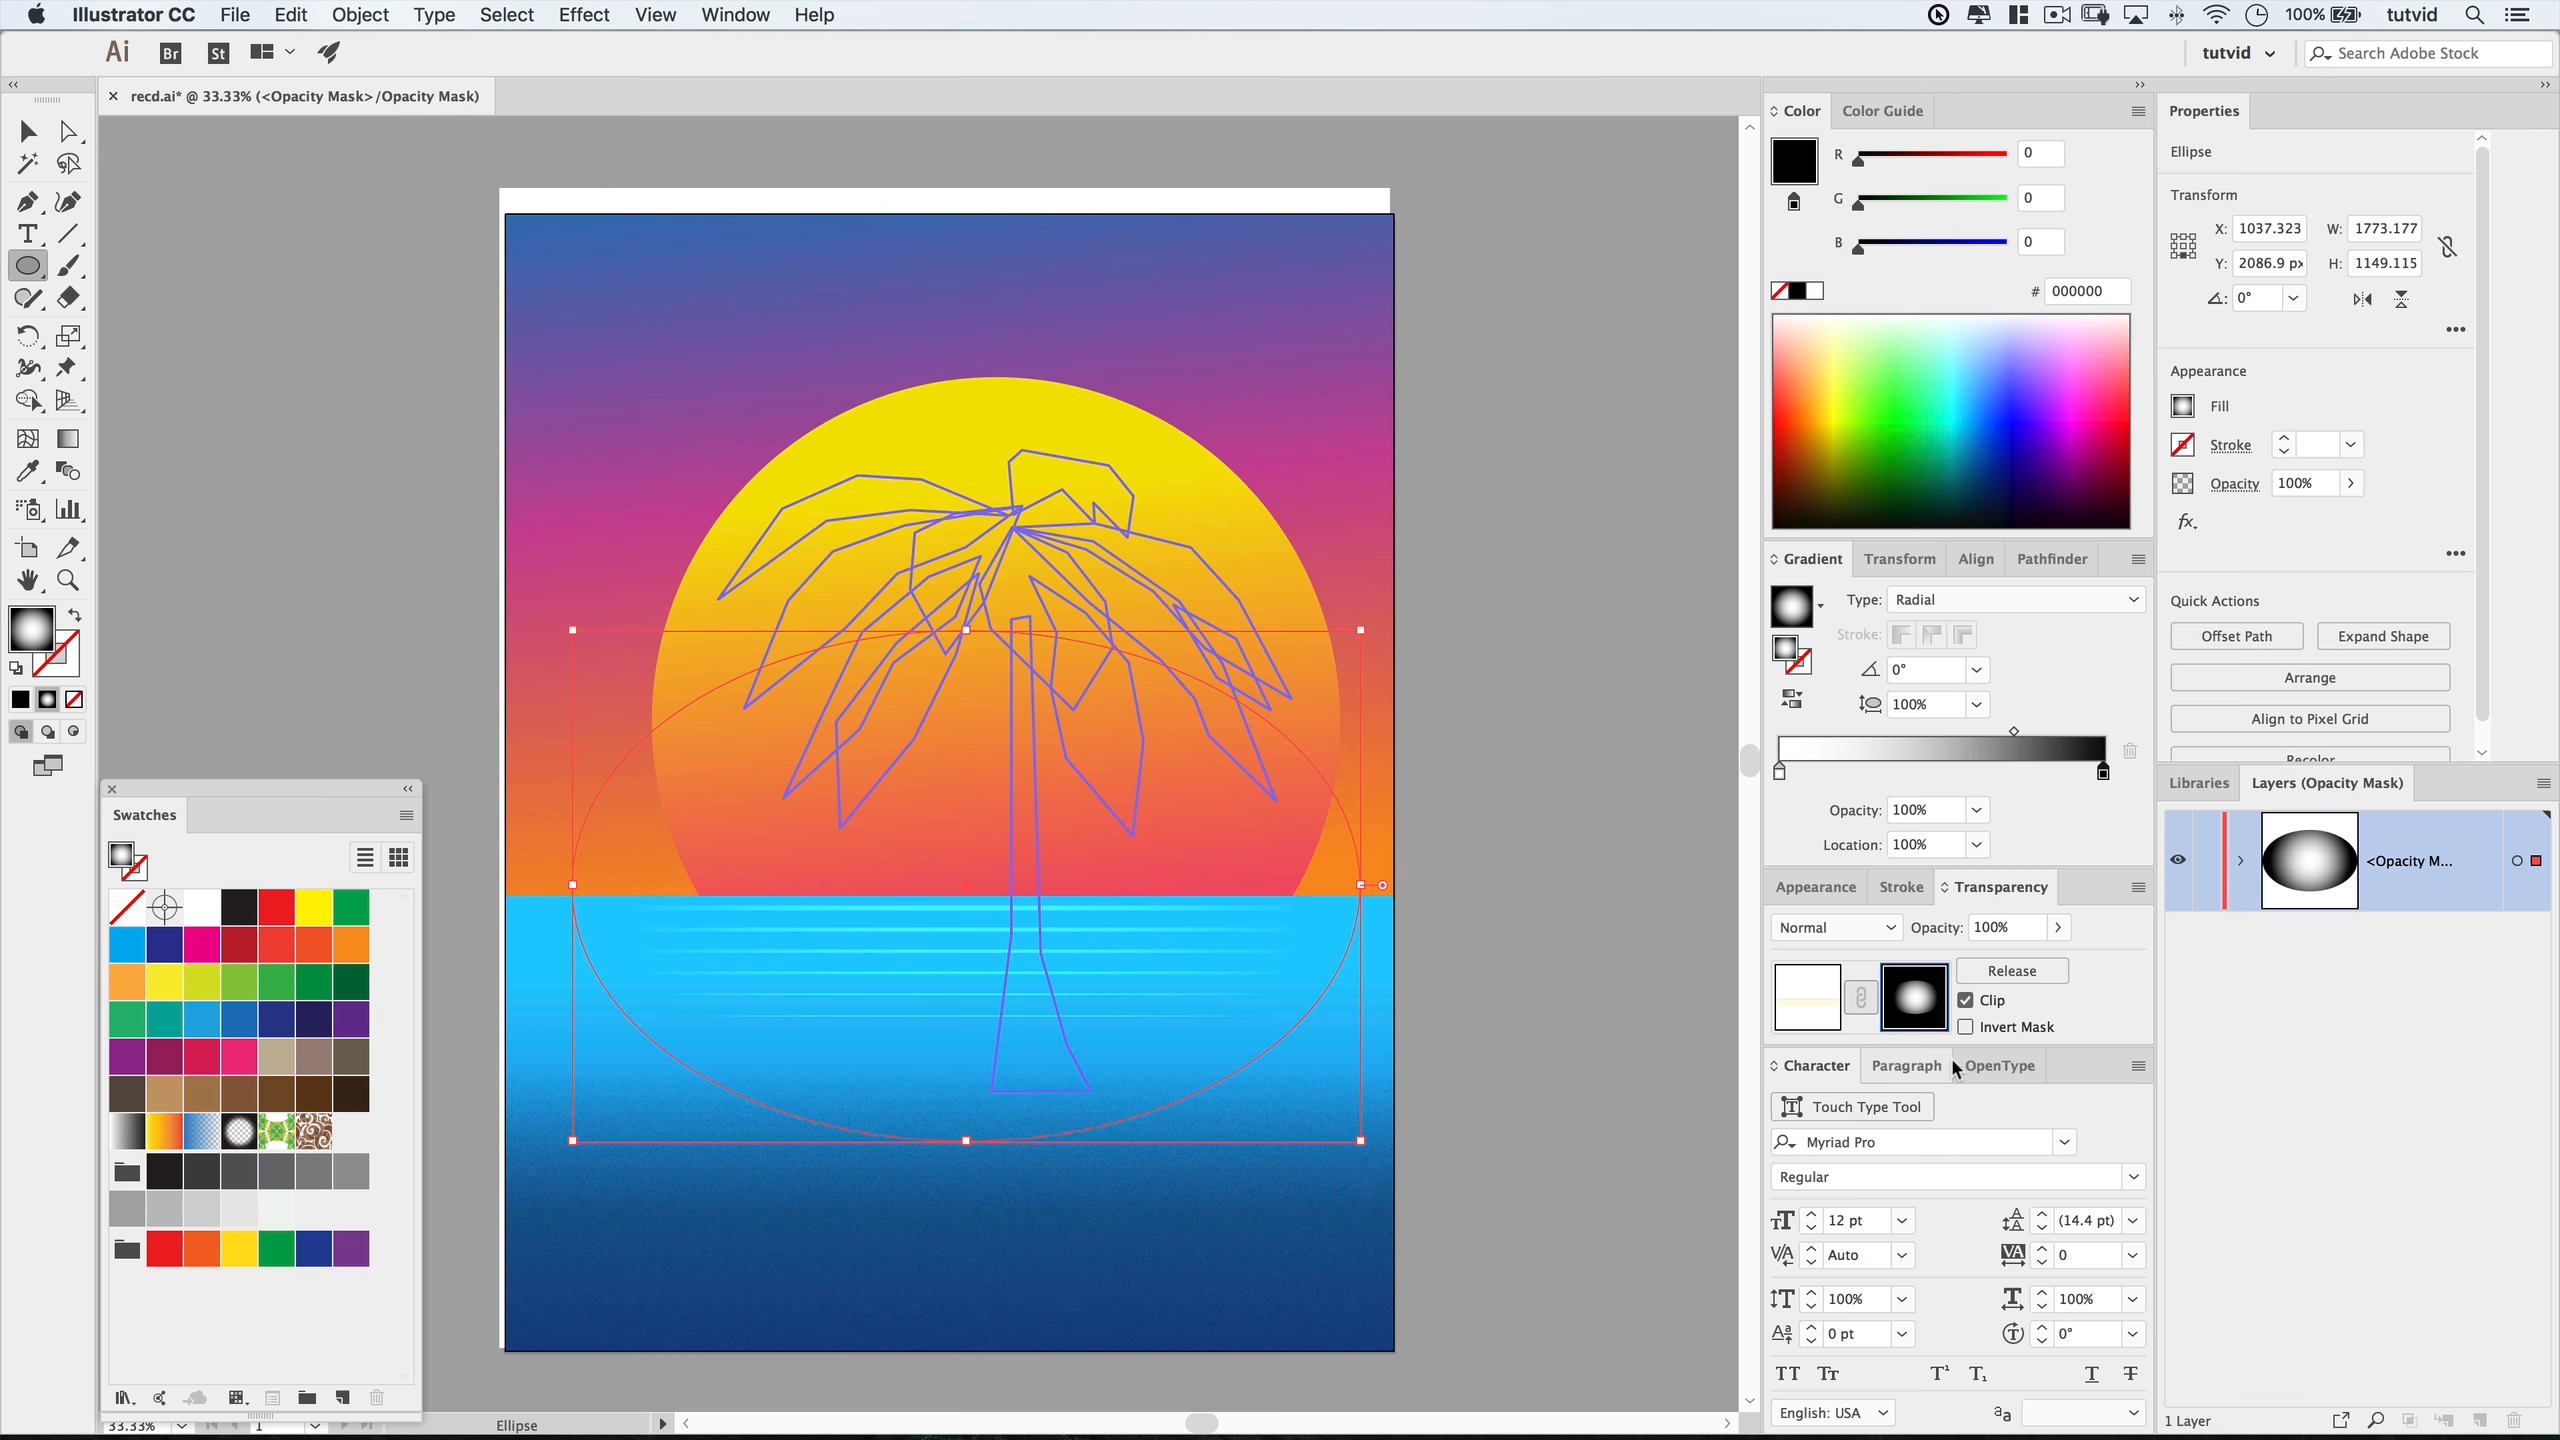 Illustrator CC File Edit Object Type Select Effect View Window Help 100% tutvid
Ai Br St tutvid Search Adobe Stock
recd.ai* @ 33.33% (<Opacity Mask>/Opacity Mask)
Color Color Guide
R 0
G 0
B 0
# 000000
Gradient Transform Align Pathfinder
Type: Radial
Stroke:
0°
100%
Opacity: 100%
Location: 100%
Appearance Stroke Transparency
Normal Opacity: 100%
Release
Clip
Invert Mask
Character Paragraph OpenType
Touch Type Tool
Myriad Pro
Regular
12 pt (14.4 pt)
Auto 0
100% 100%
0 pt 0°
English: USA
Properties
Ellipse
Transform
X: 1037.323 W: 1773.177
Y: 2086.9 px H: 1149.115
0°
Appearance
Fill
Stroke
Opacity 100%
fx
Quick Actions
Offset Path Expand Shape
Arrange
Align to Pixel Grid
Recolor
Libraries Layers (Opacity Mask)
<Opacity M...
1 Layer
Swatches
33.33% 1 Ellipse